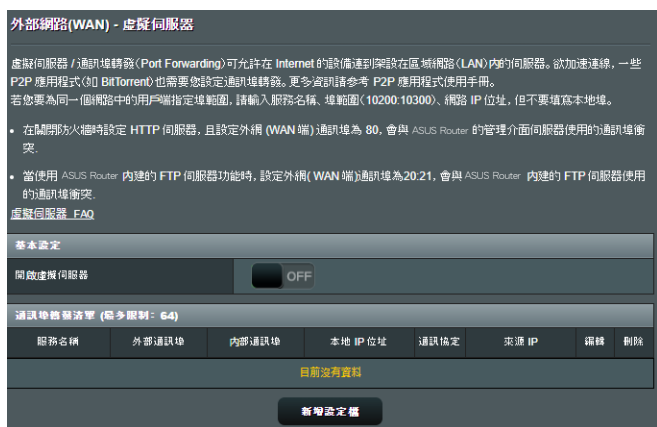 外部網路(WAN) - 虛擬伺服器
虛擬伺服器 / 通訊埠轉發(Port Forwarding)可允許在 Internet 的設備連到架設在區域網路(LAN)內的伺服器。欲加速連線，一些
P2P 應用程式(如 BitTorrent)也需要您設定通訊埠轉發。更多資訊請參考 P2P 應用程式使用手冊。
若您要為同一個網路中的用戶端指定埠範圍, 請輸入服務名稱、埠範圍(10200:10300)、網路 IP 位址, 但不要填寫本地埠。
• 在關閉防火牆時設定 HTTP 伺服器, 且設定外網 (WAN 端) 通訊埠為 80, 會與 ASUS Router 的管理介面伺服器使用的通訊埠衝
突.
• 當使用 ASUS Router 內建的 FTP 伺服器功能時, 設定外網( WAN 端)通訊埠為20:21, 會與 ASUS Router 內建的 FTP 伺服器使用
的通訊埠衝突.
虛擬伺服器 FAQ
基本設定
開啟虛擬伺服器 OFF
通訊埠轉發清單 (最多限制: 64)
服務名稱 外部通訊埠 內部通訊埠 本地 IP 位址 通訊協定 來源 IP 編輯 刪除
目前沒有資料
新增設定檔